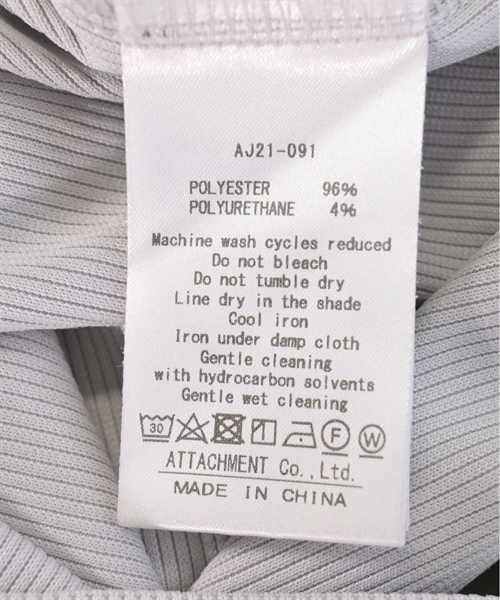 AJ21-091
POLYESTER 96%
POLYURETHANE 4%
Machine wash cycles reduced
Do not bleach
Do not tumble dry
Line dry in the shade
Cool iron
Iron under damp cloth
Gentle cleaning
with hydrocarbon solvents
Gentle wet cleaning
30 F W
ATTACHMENT Co.,Ltd.
MADE IN CHINA